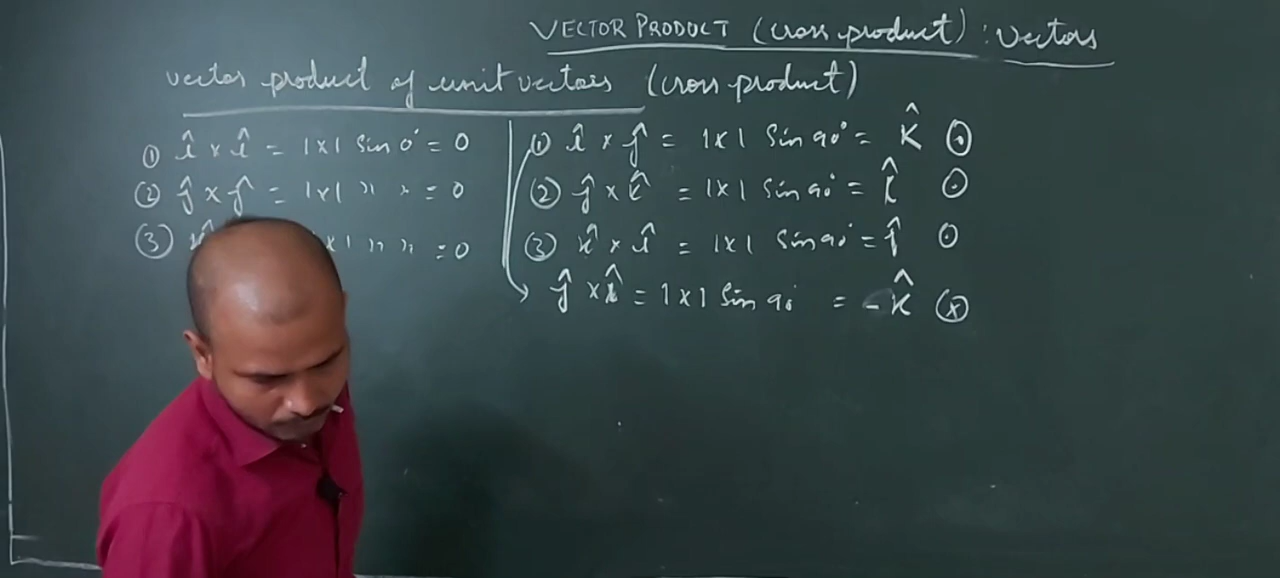 VECTOR PRODUCT (cross product) : vectors
vector product of unit vectors (cross product)
① î × î = 1×1 Sin 0° = 0
② ĵ × ĵ = 1×1 " " = 0
③ ×1 " " = 0
① î × ĵ = 1×1 Sin 90° = k̂ ⊙
② ĵ × k̂ = 1×1 Sin 90° = î ⊙
③ k̂ × î = 1×1 Sin 90° = ĵ ⊙
ĵ × î = 1×1 Sin 90° = -k̂ ⊗